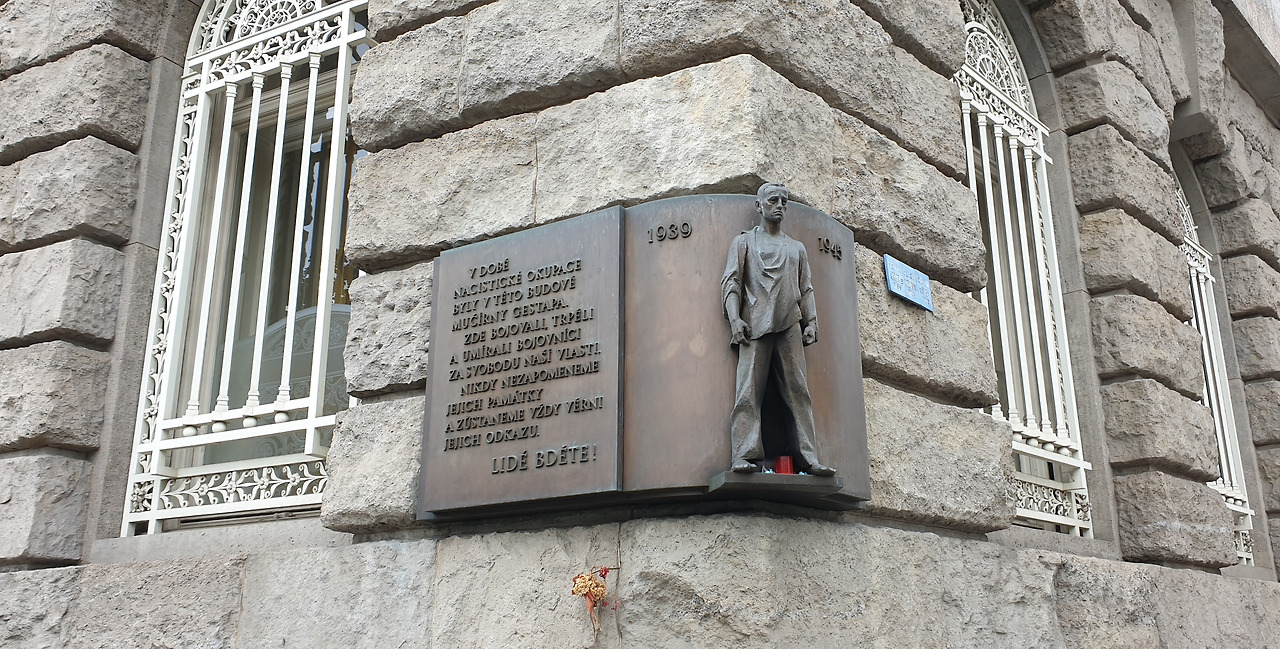 V DOBĚ
NACISTICKÉ OKUPACE
BYLY V TÉTO BUDOVĚ
MUČÍRNY GESTAPA.
ZDE BOJOVALI, TRPĚLI
A UMÍRALI BOJOVNÍCI
ZA SVOBODU NAŠÍ VLASTI.
NIKDY NEZAPOMENEME
JEJICH PAMÁTKY
A ZŮSTANEME VŽDY VĚRNI
JEJICH ODKAZU.
LIDÉ BDĚTE!
1939
1945